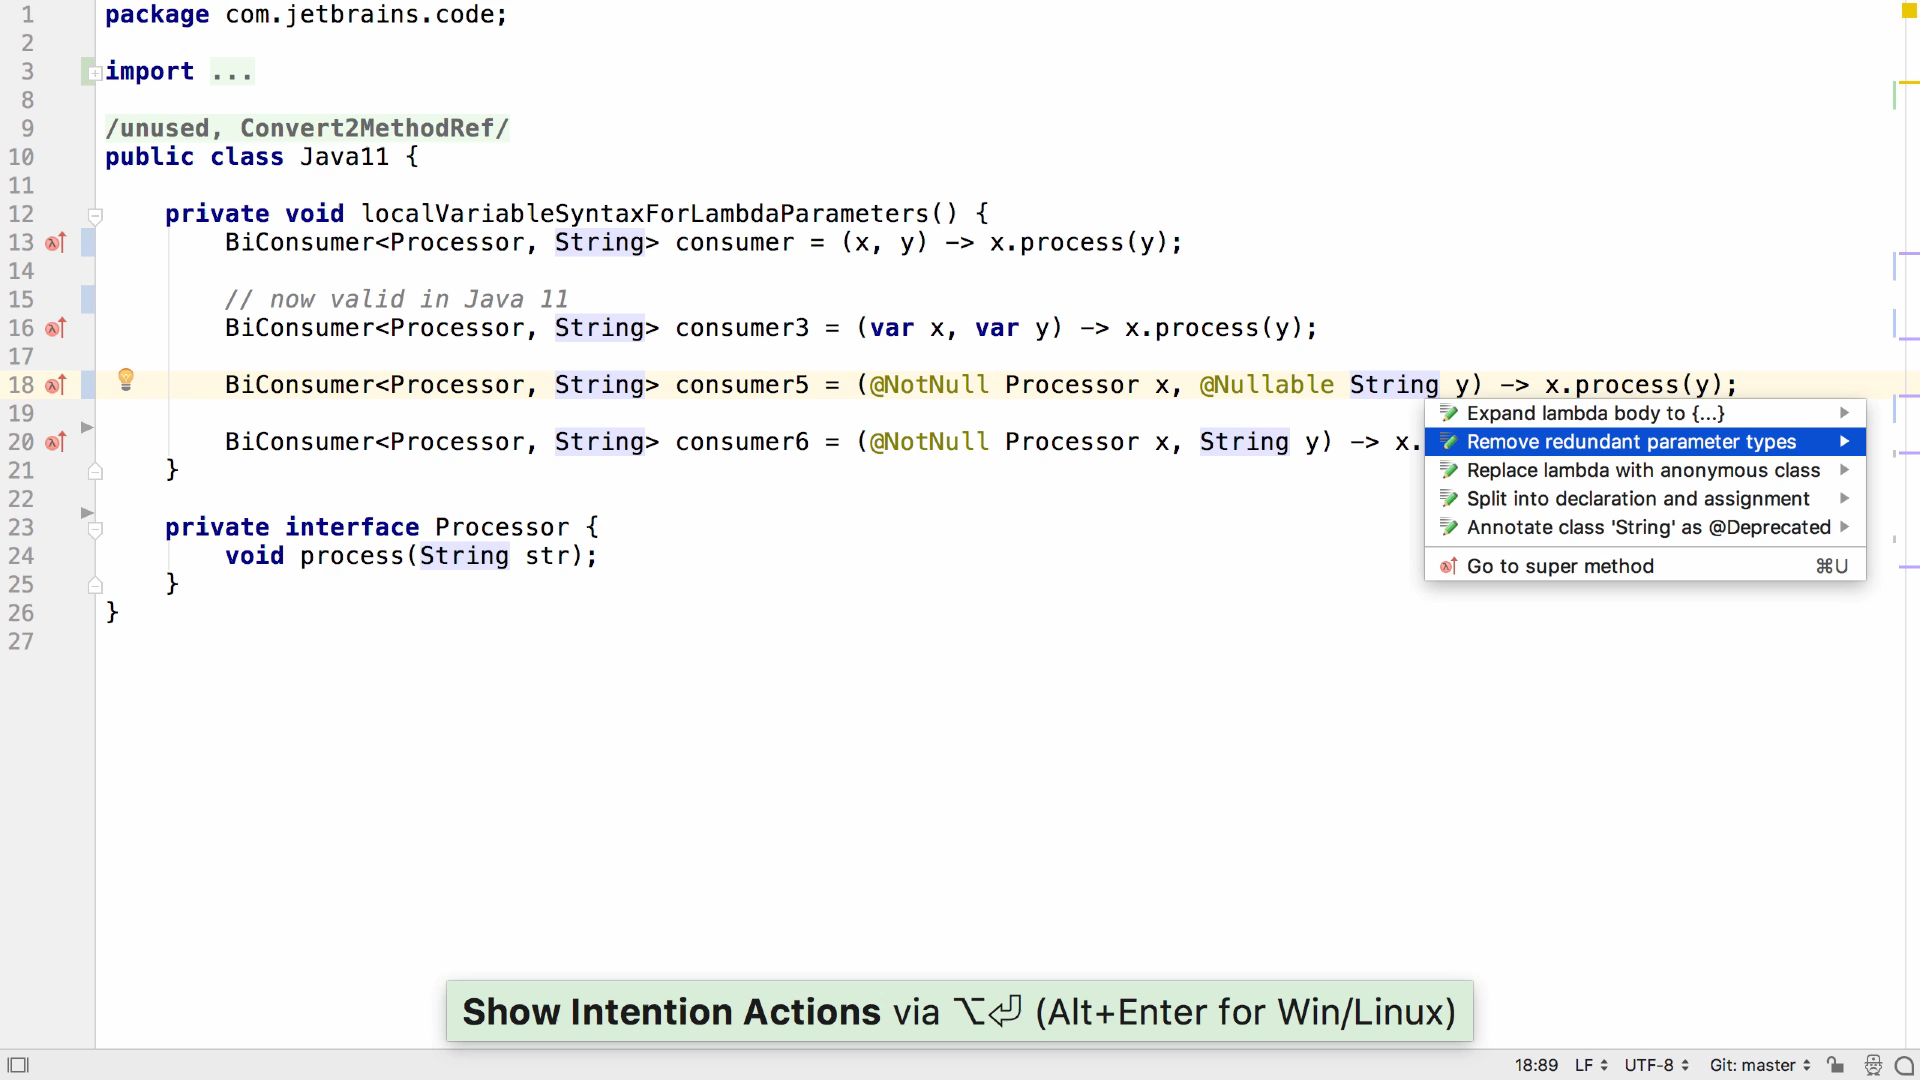 1 package com.jetbrains.code;
2
3 import ...
8
9 /unused, Convert2MethodRef/
10 public class Java11 {
11
12 private void localVariableSyntaxForLambdaParameters() {
13 BiConsumer<Processor, String> consumer = (x, y) -> x.process(y);
14
15 // now valid in Java 11
16 BiConsumer<Processor, String> consumer3 = (var x, var y) -> x.process(y);
17
18 BiConsumer<Processor, String> consumer5 = (@NotNull Processor x, @Nullable String y) -> x.process(y);
19
20 BiConsumer<Processor, String> consumer6 = (@NotNull Processor x, String y) -> x.
21 }
22
23 private interface Processor {
24 void process(String str);
25 }
26 }
27
Expand lambda body to {...}
Remove redundant parameter types
Replace lambda with anonymous class
Split into declaration and assignment
Annotate class 'String' as @Deprecated
Go to super method ⌘U
Show Intention Actions via ⌥⏎ (Alt+Enter for Win/Linux)
18:89 LF UTF-8 Git: master